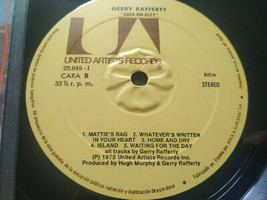 GERRY RAFFERTY
"CITY TO CITY"
UA
UNITED ARTISTS RECORDS
25.649 - I
CARA B
33 ⅓ r. p. m.
STEREO
1. MATTIE'S RAG 2. WHATEVER'S WRITTEN
IN YOUR HEART 3. HOME AND DRY
4. ISLAND 5. WAITING FOR THE DAY
all tracks by Gerry Rafferty
(P) 1978 United Artists Records Inc.
Produced by Hugh Murphy & Gerry Rafferty